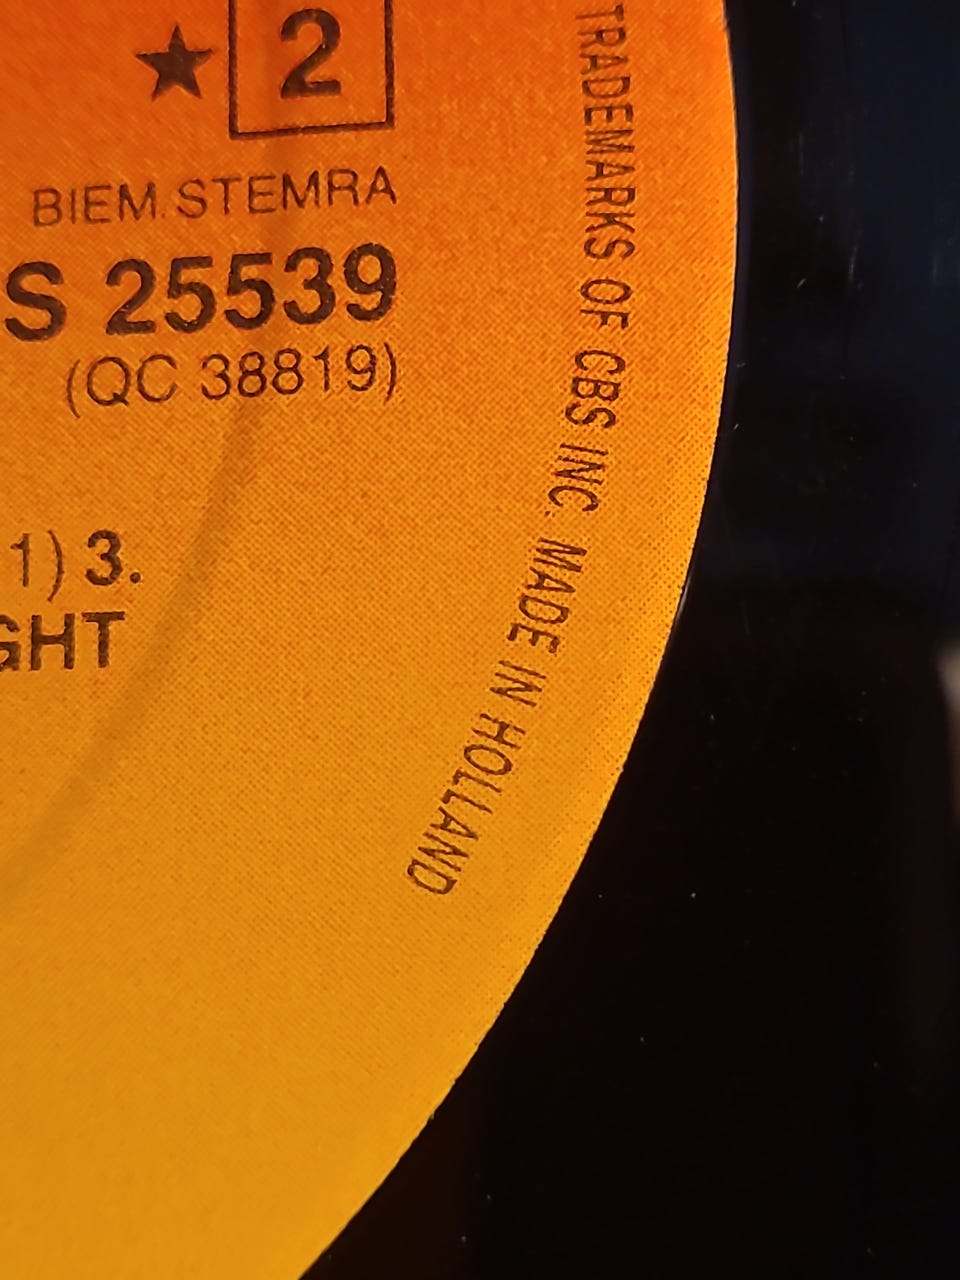 ★ 2
BIEM.STEMRA
S 25539
(QC 38819)
1) 3.
GHT
TRADEMARKS OF CBS INC. MADE IN HOLLAND